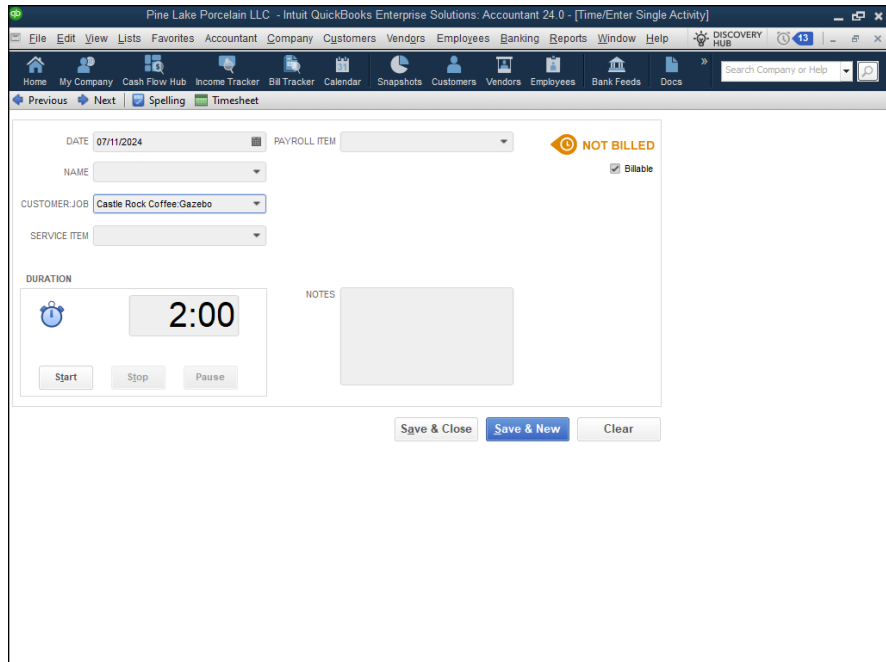 qb Pine Lake Porcelain LLC - Intuit QuickBooks Enterprise Solutions: Accountant 24.0 - [Time/Enter Single Activity]
File Edit View Lists Favorites Accountant Company Customers Vendors Employees Banking Reports Window Help DISCOVERY HUB 13
31
Home My Company Cash Flow Hub Income Tracker Bill Tracker Calendar Snapshots Customers Vendors Employees Bank Feeds Docs » Search Company or Help
Previous Next Spelling Timesheet
DATE 07/11/2024 PAYROLL ITEM NOT BILLED
NAME Billable
CUSTOMER:JOB Castle Rock Coffee:Gazebo
SERVICE ITEM
DURATION
NOTES
2:00
Start Stop Pause
Save & Close Save & New Clear